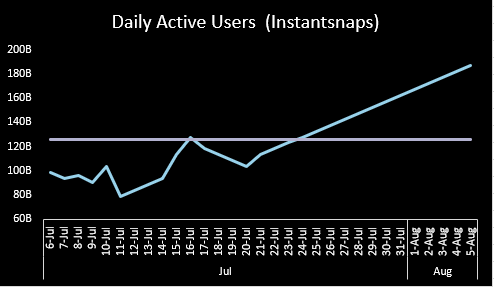 Daily Active Users  (Instantsnaps)
200B
180B
160B
140B
120B
100B
80B
60B
6-Jul
7-Jul
8-Jul
9-Jul
10-Jul
11-Jul
12-Jul
13-Jul
14-Jul
15-Jul
16-Jul
17-Jul
18-Jul
19-Jul
20-Jul
21-Jul
22-Jul
23-Jul
24-Jul
25-Jul
26-Jul
27-Jul
28-Jul
29-Jul
30-Jul
31-Jul
1-Aug
2-Aug
3-Aug
4-Aug
5-Aug
Jul
Aug